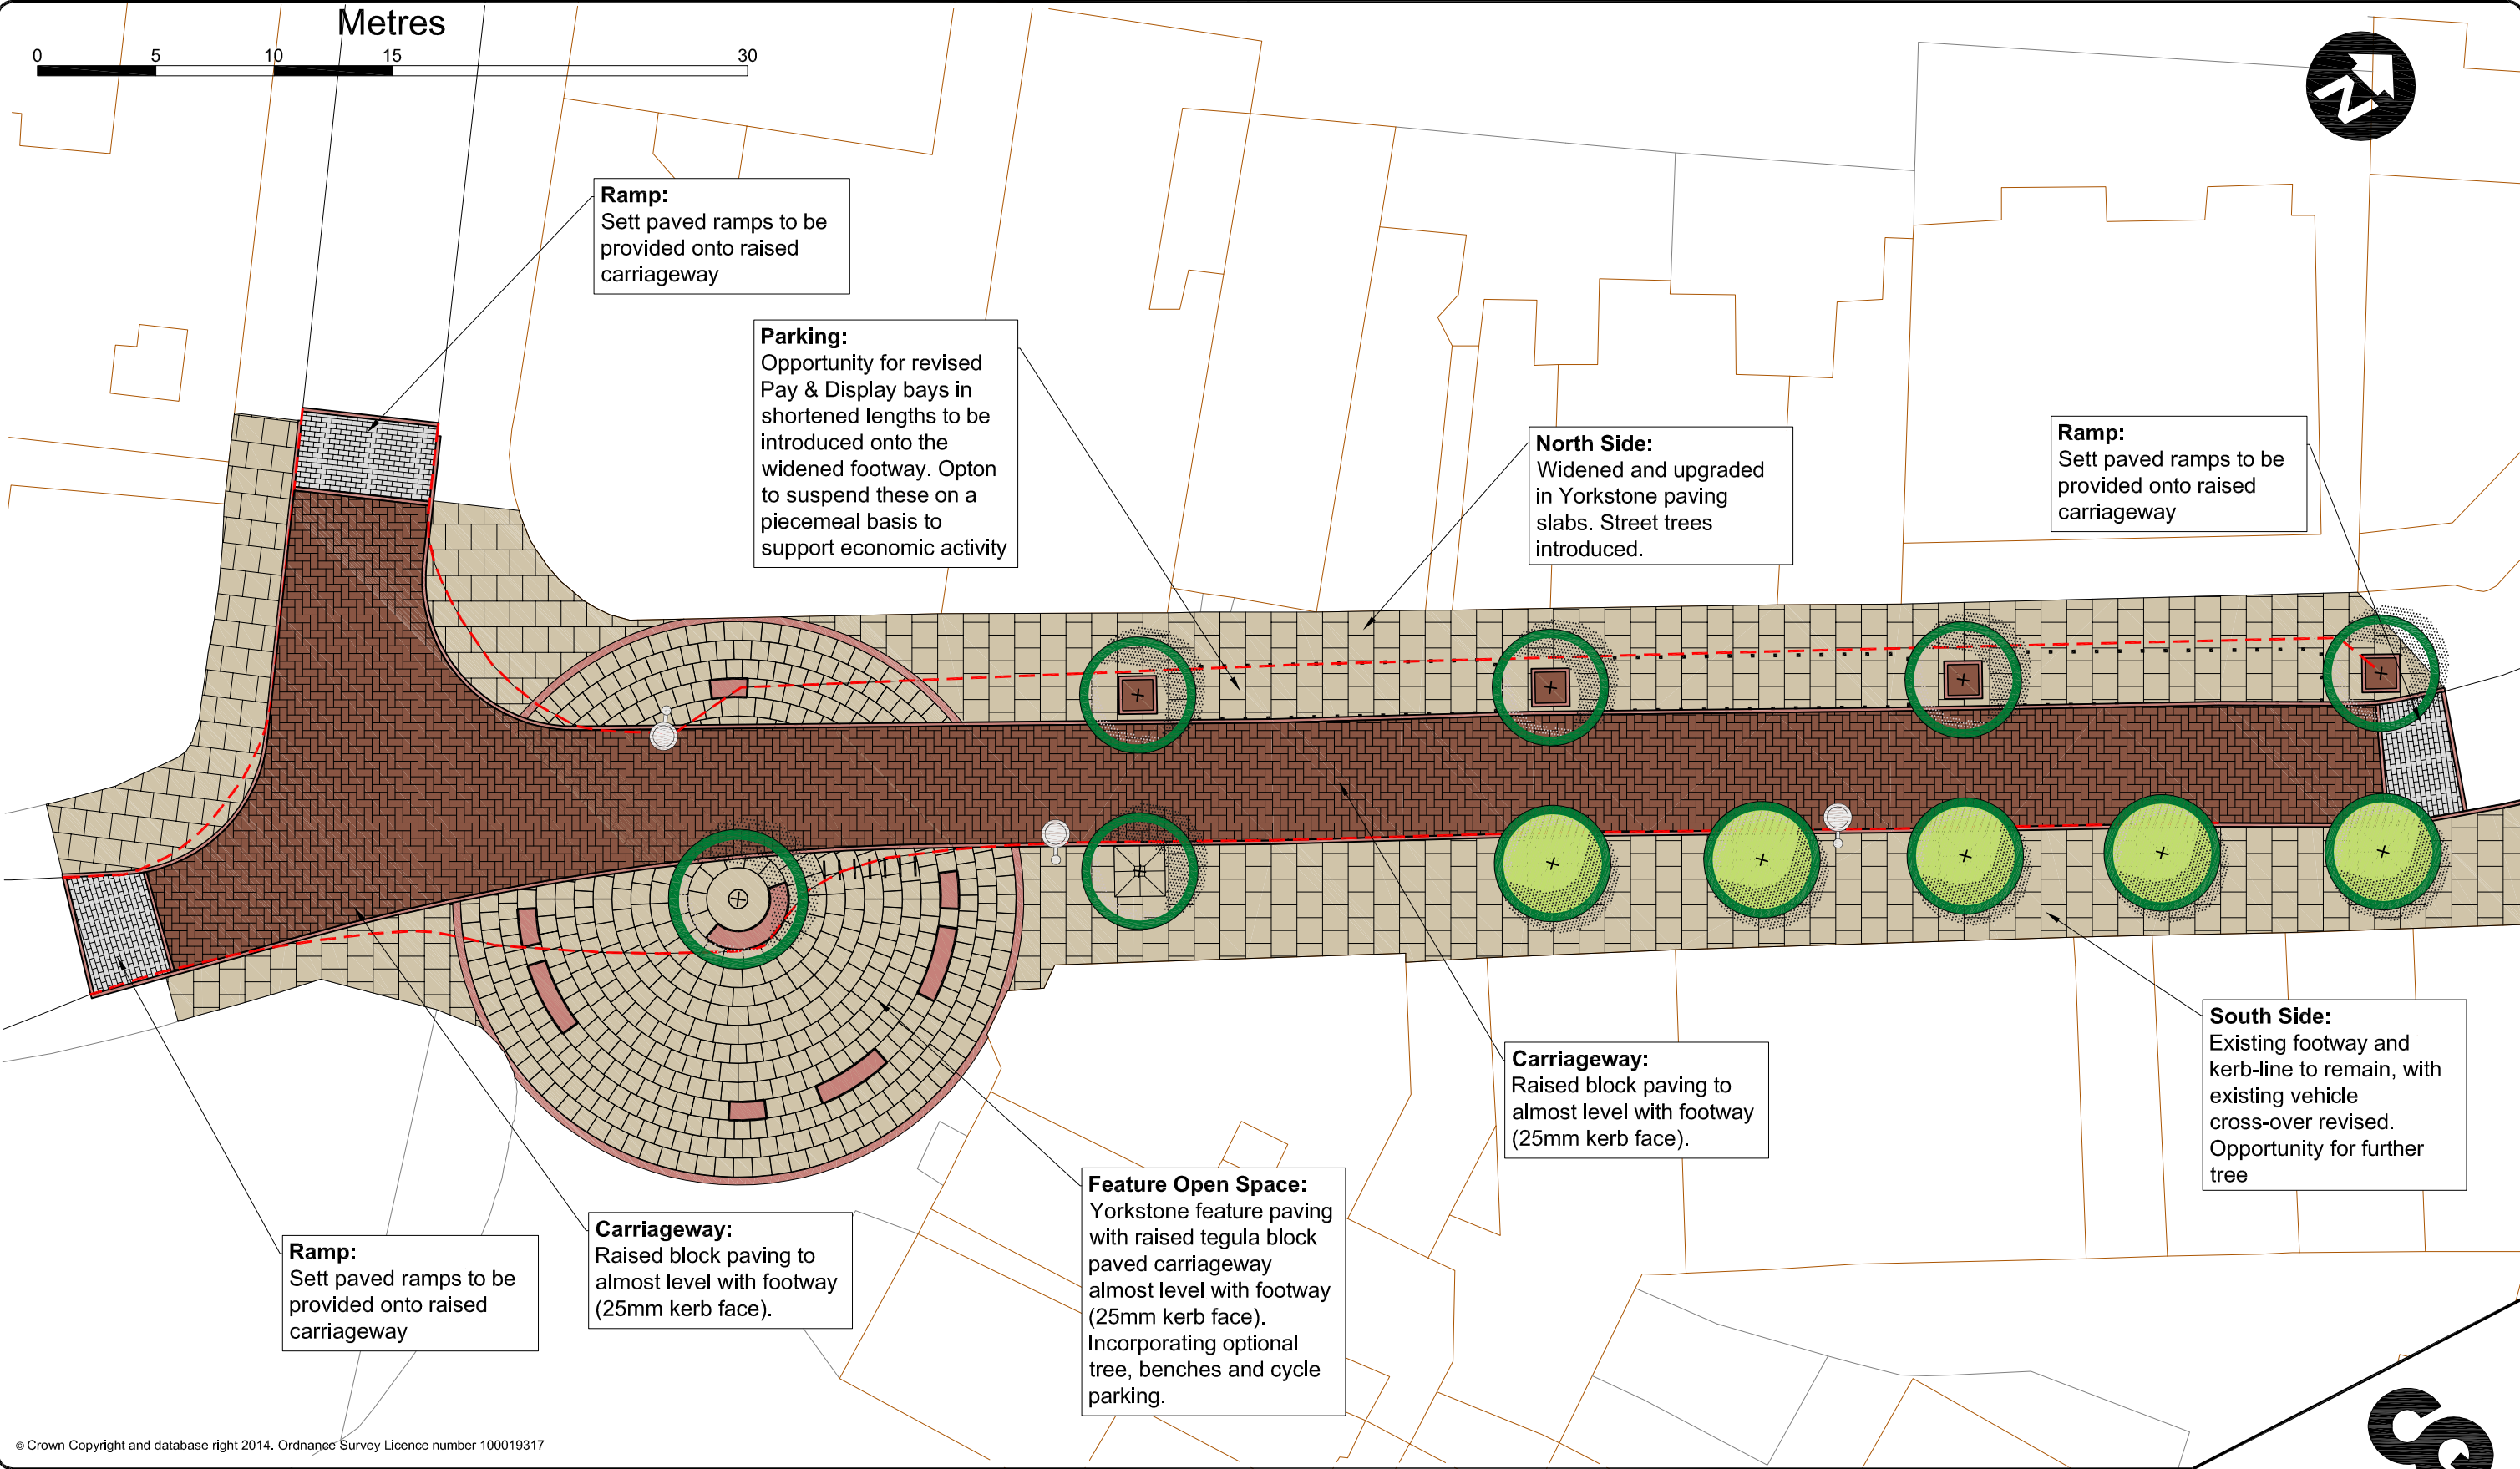 Metres
0 5 10 15 30
N
Ramp:
Sett paved ramps to be
provided onto raised
carriageway
Parking:
Opportunity for revised
Pay & Display bays in
shortened lengths to be
introduced onto the
widened footway. Opton
to suspend these on a
piecemeal basis to
support economic activity
North Side:
Widened and upgraded
in Yorkstone paving
slabs. Street trees
introduced.
Ramp:
Sett paved ramps to be
provided onto raised
carriageway
South Side:
Existing footway and
kerb-line to remain, with
existing vehicle
cross-over revised.
Opportunity for further
tree
Carriageway:
Raised block paving to
almost level with footway
(25mm kerb face).
Feature Open Space:
Yorkstone feature paving
with raised tegula block
paved carriageway
almost level with footway
(25mm kerb face).
Incorporating optional
tree, benches and cycle
parking.
Carriageway:
Raised block paving to
almost level with footway
(25mm kerb face).
Ramp:
Sett paved ramps to be
provided onto raised
carriageway
© Crown Copyright and database right 2014. Ordnance Survey Licence number 100019317